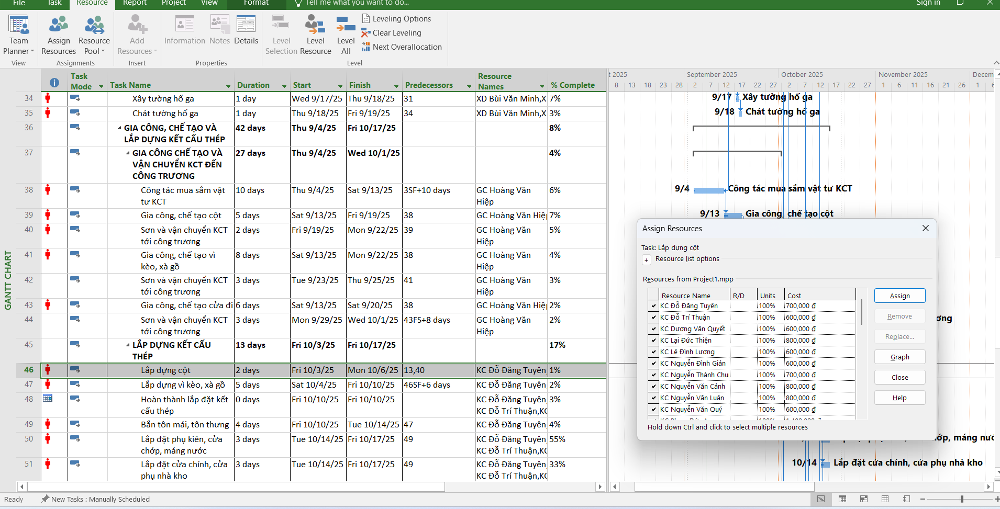 File Task Resource Report Project View Format Tell me what you want to do... Sign in
Team Planner Assign Resources Resource Pool Add Resources Information Notes Details Level Selection Level Resource Level All
Leveling Options
Clear Leveling
Next Overallocation
View Assignments Insert Properties Level
GANTT CHART
Task Mode Task Name Duration Start Finish Predecessors Resource Names % Complete
34 Xây tường hố ga 1 day Wed 9/17/25 Thu 9/18/25 31 XD Bùi Văn Minh,X 7%
35 Chát tường hố ga 1 day Thu 9/18/25 Fri 9/19/25 34 XD Bùi Văn Minh,X 3%
36 GIA CÔNG, CHẾ TẠO VÀ 42 days Thu 9/4/25 Fri 10/17/25 8%
LẮP DỰNG KẾT CẤU THÉP
37 GIA CÔNG CHẾ TẠO VÀ 27 days Thu 9/4/25 Wed 10/1/25 4%
VẬN CHUYỂN KCT ĐẾN
CÔNG TRƯƠNG
38 Công tác mua sắm vật 10 days Thu 9/4/25 Sat 9/13/25 3SF+10 days GC Hoàng Văn 6%
tư KCT Hiệp
39 Gia công, chế tạo cột 5 days Sat 9/13/25 Fri 9/19/25 38 GC Hoàng Văn Hiệp 7%
40 Sơn và vận chuyển KCT 2 days Fri 9/19/25 Mon 9/22/25 39 GC Hoàng Văn 5%
tới công trương Hiệp
41 Gia công, chế tạo vì 8 days Sat 9/13/25 Mon 9/22/25 38 GC Hoàng Văn 4%
kèo, xà gồ Hiệp
42 Sơn và vận chuyển KCT 3 days Tue 9/23/25 Thu 9/25/25 41 GC Hoàng Văn 3%
tới công trương Hiệp
43 Gia công, chế tạo cửa đi 6 days Sat 9/13/25 Sat 9/20/25 38 GC Hoàng Văn Hiệp 2%
44 Sơn và vận chuyển KCT 3 days Mon 9/29/25 Wed 10/1/25 43FS+8 days GC Hoàng Văn 2%
tới công trương Hiệp
45 LẮP DỰNG KẾT CẤU 13 days Fri 10/3/25 Fri 10/17/25 17%
THÉP
46 Lắp dựng cột 2 days Fri 10/3/25 Mon 10/6/25 13,40 KC Đỗ Đăng Tuyên 1%
47 Lắp dựng vì kèo, xà gồ 5 days Sat 10/4/25 Fri 10/10/25 46SF+6 days KC Đỗ Đăng Tuyên 2%
48 Hoàn thành lắp đặt kết 0 days Fri 10/10/25 Fri 10/10/25 KC Đỗ Đăng Tuyên 3%
cấu thép KC Đỗ Trí Thuận,KC
49 Bắn tôn mái, tôn thưng 4 days Fri 10/10/25 Tue 10/14/25 47 KC Đỗ Đăng Tuyên 4%
50 Lắp đặt phụ kiên, cửa 3 days Tue 10/14/25 Fri 10/17/25 49 KC Đỗ Đăng Tuyên 55%
chớp, máng nước KC Đỗ Trí Thuận,KC
51 Lắp đặt cửa chính, cửa 3 days Tue 10/14/25 Fri 10/17/25 49 KC Đỗ Đăng Tuyên 33%
phụ nhà kho KC Đỗ Trí Thuận,KC
t 2025 September 2025 October 2025 November 2025 Decem
8 13 18 23 28 2 7 12 17 22 27 2 7 12 17 22 27 1 6 11 16 21 26 1 6
9/17 Xây tường hố ga
9/18 Chát tường hố ga
9/4 Công tác mua sắm vật tư KCT
9/13 Gia công, chế tạo cột
ơng
ớp, máng nước
10/14 Lắp đặt cửa chính, cửa phụ nhà kho
Assign Resources
Task: Lắp dựng cột
+ Resource list options
Resources from Project1.mpp
Resource Name R/D Units Cost
KC Đỗ Đăng Tuyên 100% 700,000 ₫
KC Đỗ Trí Thuận 100% 600,000 ₫
KC Dương Văn Quyết 100% 600,000 ₫
KC Lại Đức Thiện 100% 800,000 ₫
KC Lê Đình Lương 100% 600,000 ₫
KC Nguyễn Đình Giản 100% 600,000 ₫
KC Nguyễn Thành Chu 100% 700,000 ₫
KC Nguyễn Văn Cảnh 100% 800,000 ₫
KC Nguyễn Văn Luân 100% 800,000 ₫
KC Nguyễn Văn Quý 100% 600,000 ₫
Assign
Remove
Replace...
Graph
Close
Help
Hold down Ctrl and click to select multiple resources
Ready New Tasks : Manually Scheduled